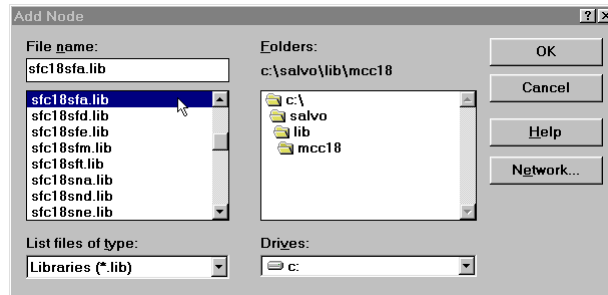 Add Node
File name:
sfc18sfa.lib
sfc18sfa.lib
sfc18sfd.lib
sfc18sfe.lib
sfc18sfm.lib
sfc18sft.lib
sfc18sna.lib
sfc18snd.lib
sfc18sne.lib
List files of type:
Libraries (*.lib)
Folders:
c:\salvo\lib\mcc18
c:\
salvo
lib
mcc18
Drives:
c:
OK
Cancel
Help
Network...